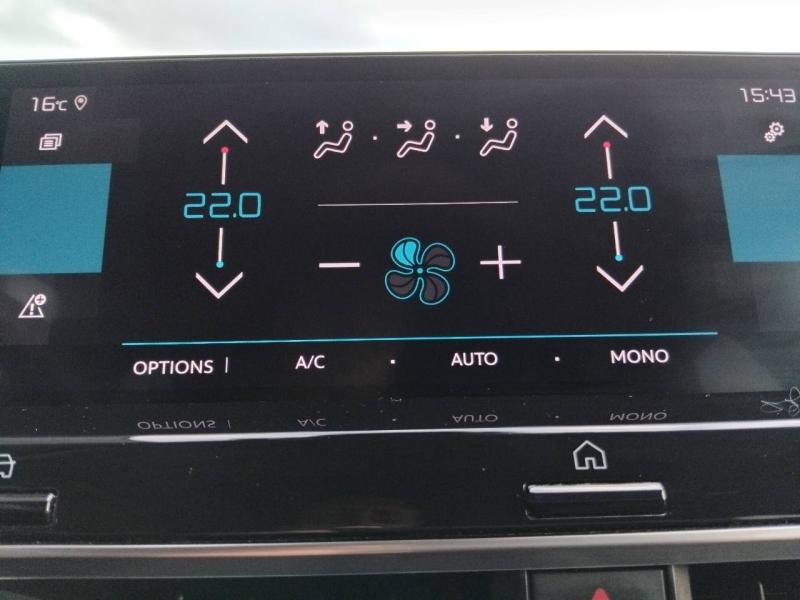 16°C 15:43
22.0 22.0
− +
OPTIONS | A/C · AUTO · MONO